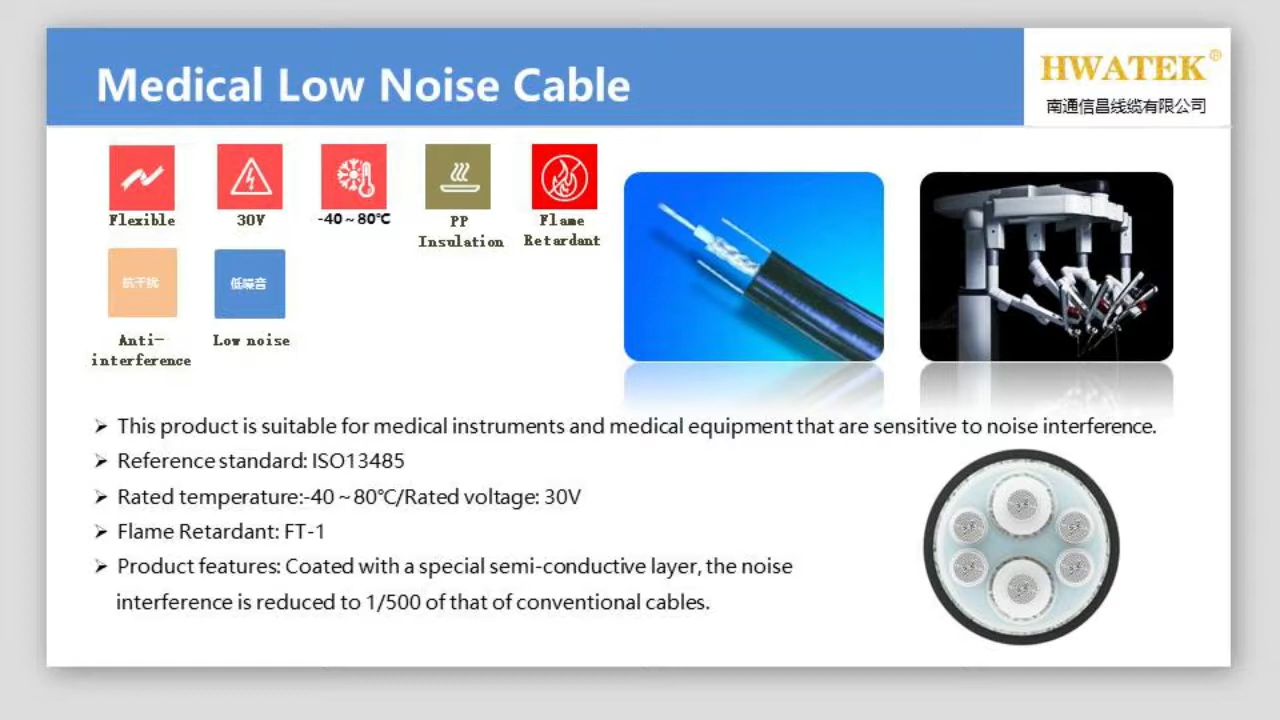 Medical Low Noise Cable
HWATEK®
南通信昌线缆有限公司
Flexible
30V
-40~80℃
PP
Insulation
Flame
Retardant
抗干扰
低噪音
Anti-
interference
Low noise
➢ This product is suitable for medical instruments and medical equipment that are sensitive to noise interference.
➢ Reference standard: ISO13485
➢ Rated temperature:-40~80℃/Rated voltage: 30V
➢ Flame Retardant: FT-1
➢ Product features: Coated with a special semi-conductive layer, the noise
interference is reduced to 1/500 of that of conventional cables.